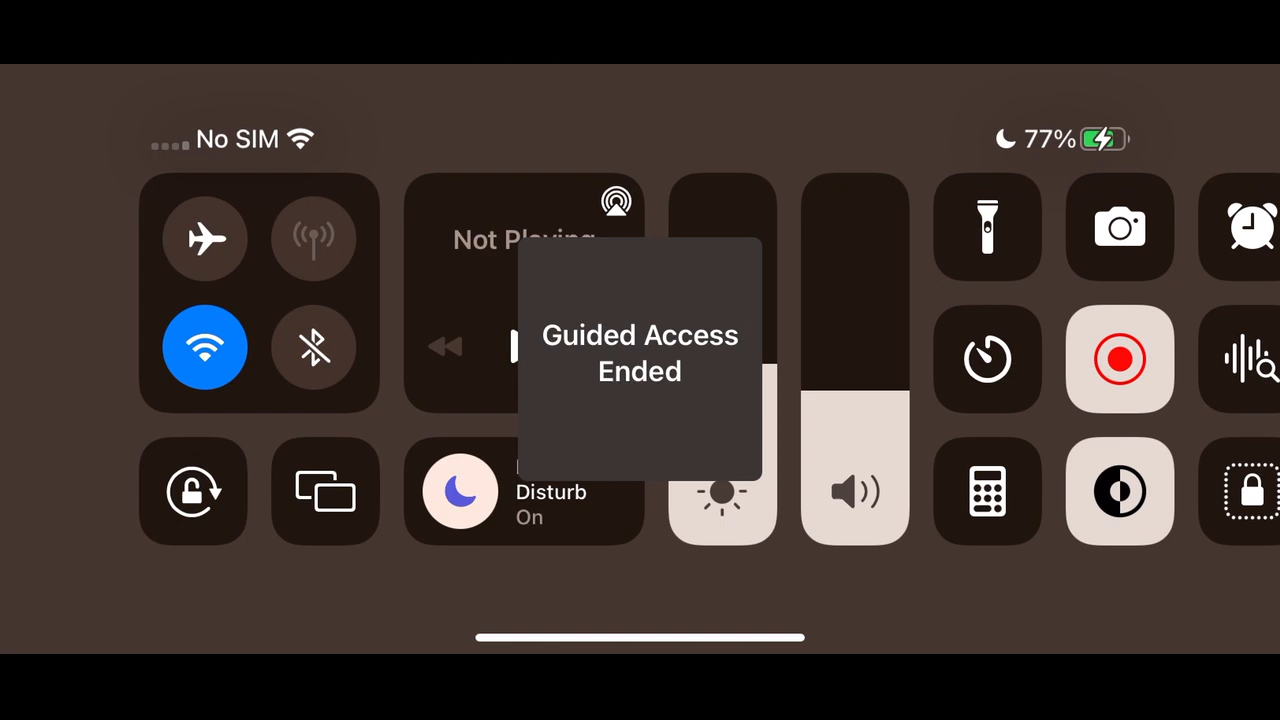 No SIM
77%
Not Playing
Guided Access
Ended
Disturb
On